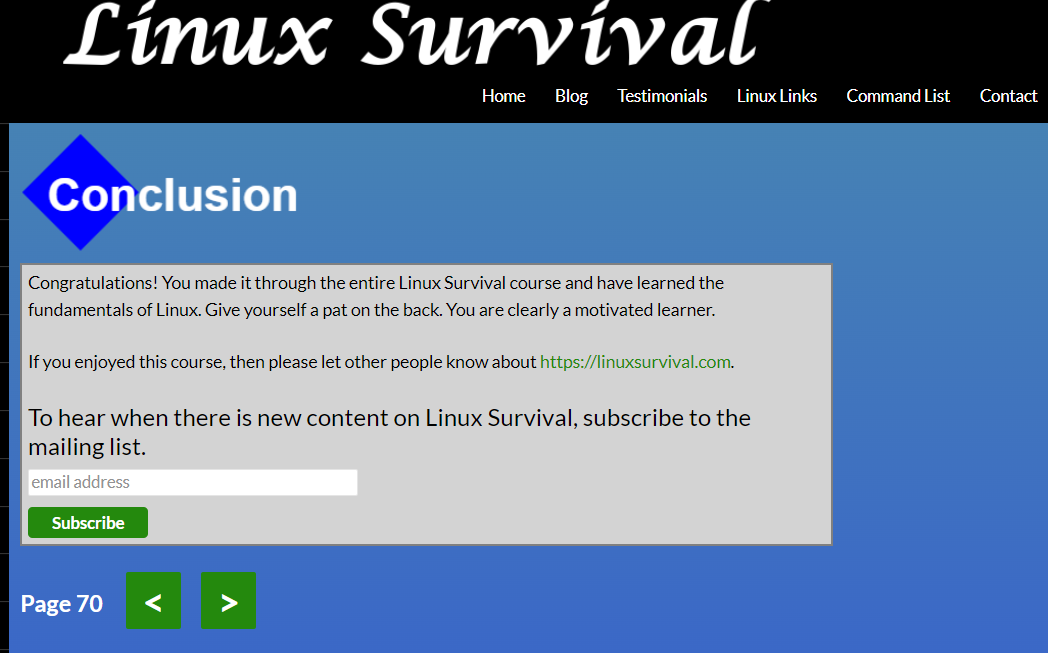 Linux Survival
Home Blog Testimonials Linux Links Command List Contact
Conclusion
Congratulations! You made it through the entire Linux Survival course and have learned the
fundamentals of Linux. Give yourself a pat on the back. You are clearly a motivated learner.
If you enjoyed this course, then please let other people know about https://linuxsurvival.com.
To hear when there is new content on Linux Survival, subscribe to the
mailing list.
email address
Subscribe
Page 70 < >